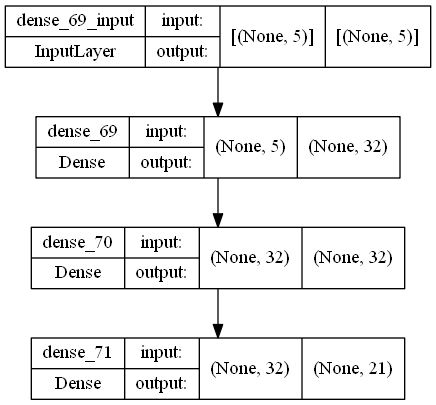 dense_69_input input: [(None, 5)] [(None, 5)]
InputLayer output:
dense_69 input: (None, 5) (None, 32)
Dense output:
dense_70 input: (None, 32) (None, 32)
Dense output:
dense_71 input: (None, 32) (None, 21)
Dense output: